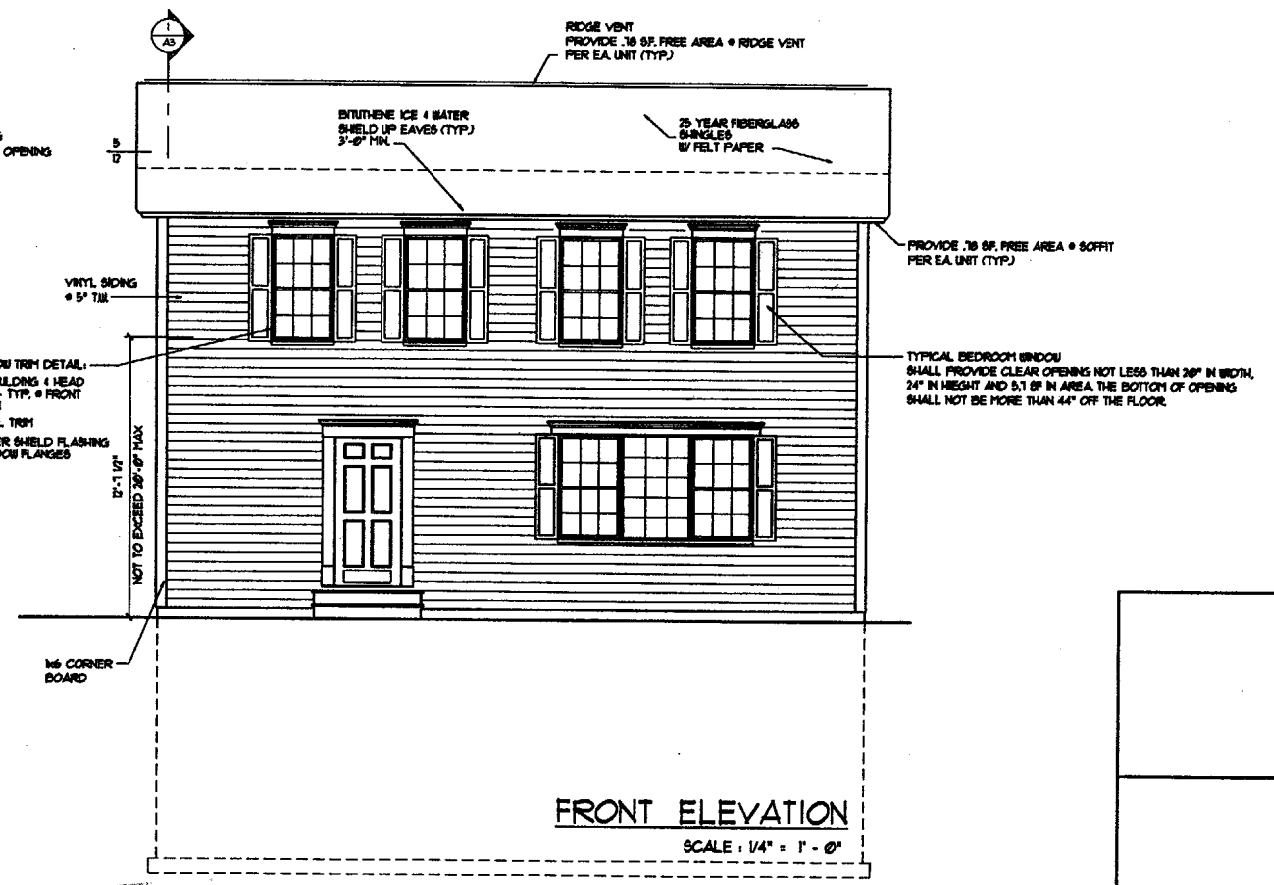 1
A3
RIDGE VENT
PROVIDE .78 SF. FREE AREA @ RIDGE VENT
PER EA. UNIT (TYP.)
BITUTHENE ICE & WATER
SHIELD UP EAVES (TYP.)
3'-0" MIN.
25 YEAR FIBERGLASS
SHINGLES
W/ FELT PAPER
OPENING
5
12
PROVIDE .78 SF. FREE AREA @ SOFFIT
PER EA. UNIT (TYP.)
VINYL SIDING
@ 5" T.W.
TRIM DETAIL:
& HEAD
TYP. @ FRONT
TRIM
SHIELD FLASHING
FLANGES
TYPICAL BEDROOM WINDOW
SHALL PROVIDE CLEAR OPENING NOT LESS THAN 20" IN WIDTH,
24" IN HIEGHT AND 5.7 SF IN AREA. THE BOTTOM OF OPENING
SHALL NOT BE MORE THAN 44" OFF THE FLOOR.
12'-7 1/2"
NOT TO EXCEED 20'-0" MAX
1x6 CORNER
BOARD
FRONT ELEVATION
SCALE : 1/4" = 1' - 0"